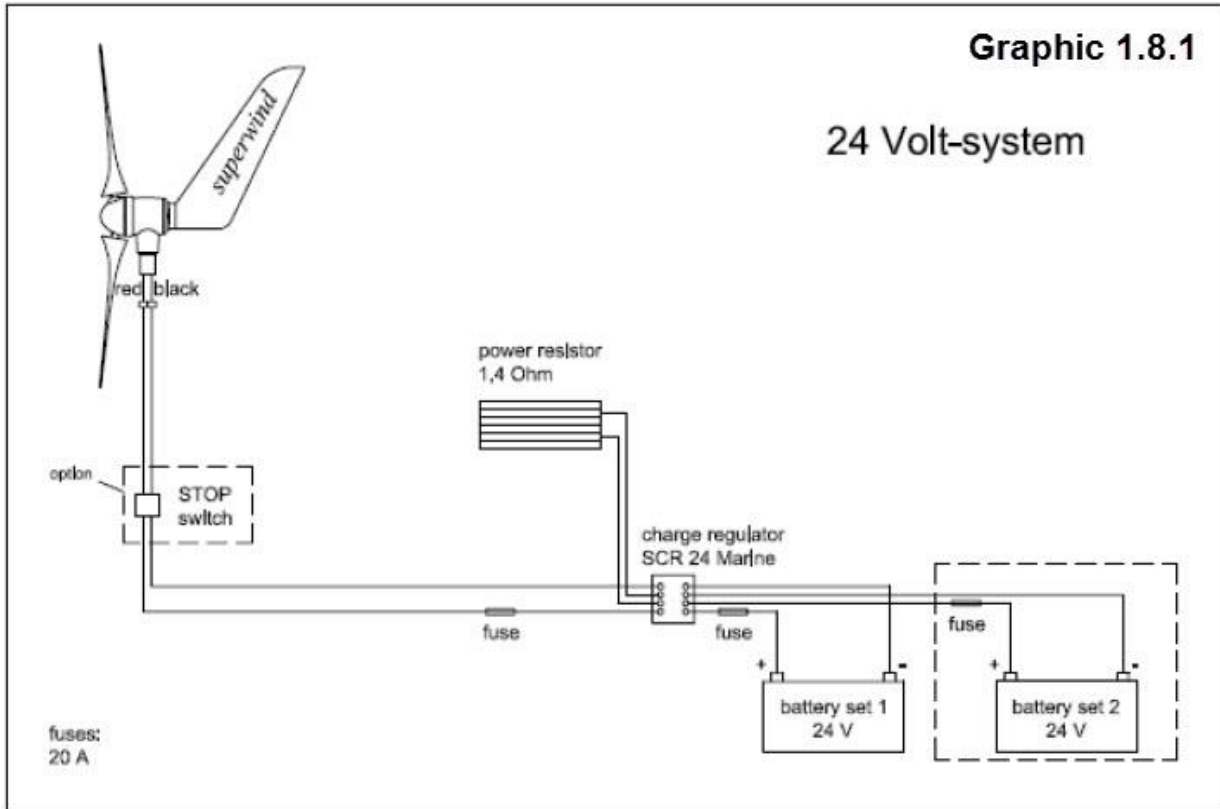 Graphic 1.8.1
24 Volt-system
superwind
red black
power resistor
1,4 Ohm
option
STOP
switch
charge regulator
SCR 24 Marine
fuse
fuse
fuse
+
-
+
-
battery set 1
24 V
battery set 2
24 V
fuses:
20 A